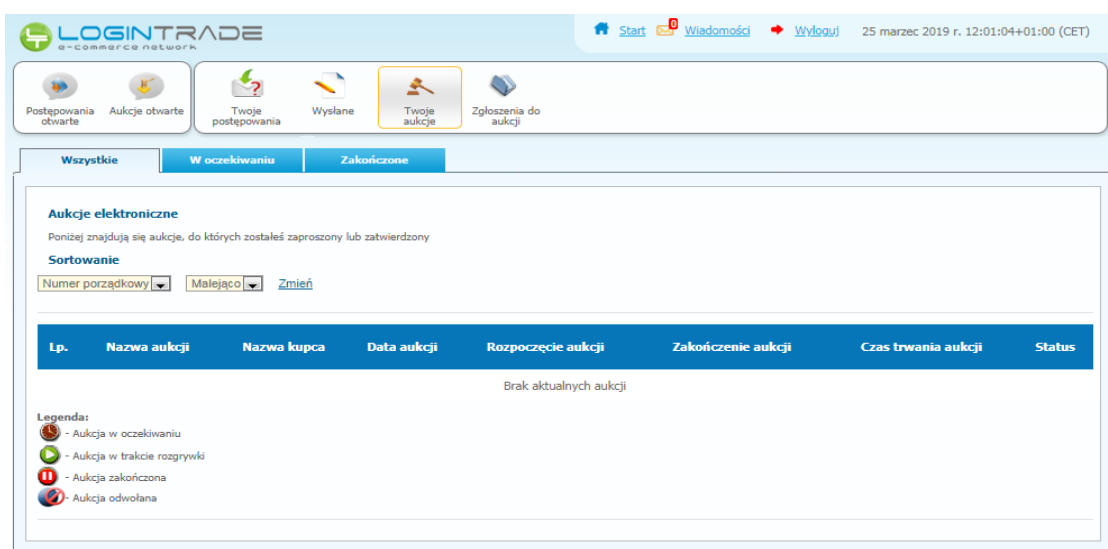 LOGINTRADE
e-commerce network
Start 0 Wiadomości Wyloguj 25 marzec 2019 r. 12:01:04+01:00 (CET)
Postępowania otwarte
Aukcje otwarte
Twoje postępowania
Wysłane
Twoje aukcje
Zgłoszenia do aukcji
Wszystkie W oczekiwaniu Zakończone
Aukcje elektroniczne
Poniżej znajdują się aukcje, do których zostałeś zaproszony lub zatwierdzony
Sortowanie
Numer porządkowy Malejąco Zmień
Lp. Nazwa aukcji Nazwa kupca Data aukcji Rozpoczęcie aukcji Zakończenie aukcji Czas trwania aukcji Status
Brak aktualnych aukcji
Legenda:
- Aukcja w oczekiwaniu
- Aukcja w trakcie rozgrywki
- Aukcja zakończona
- Aukcja odwołana